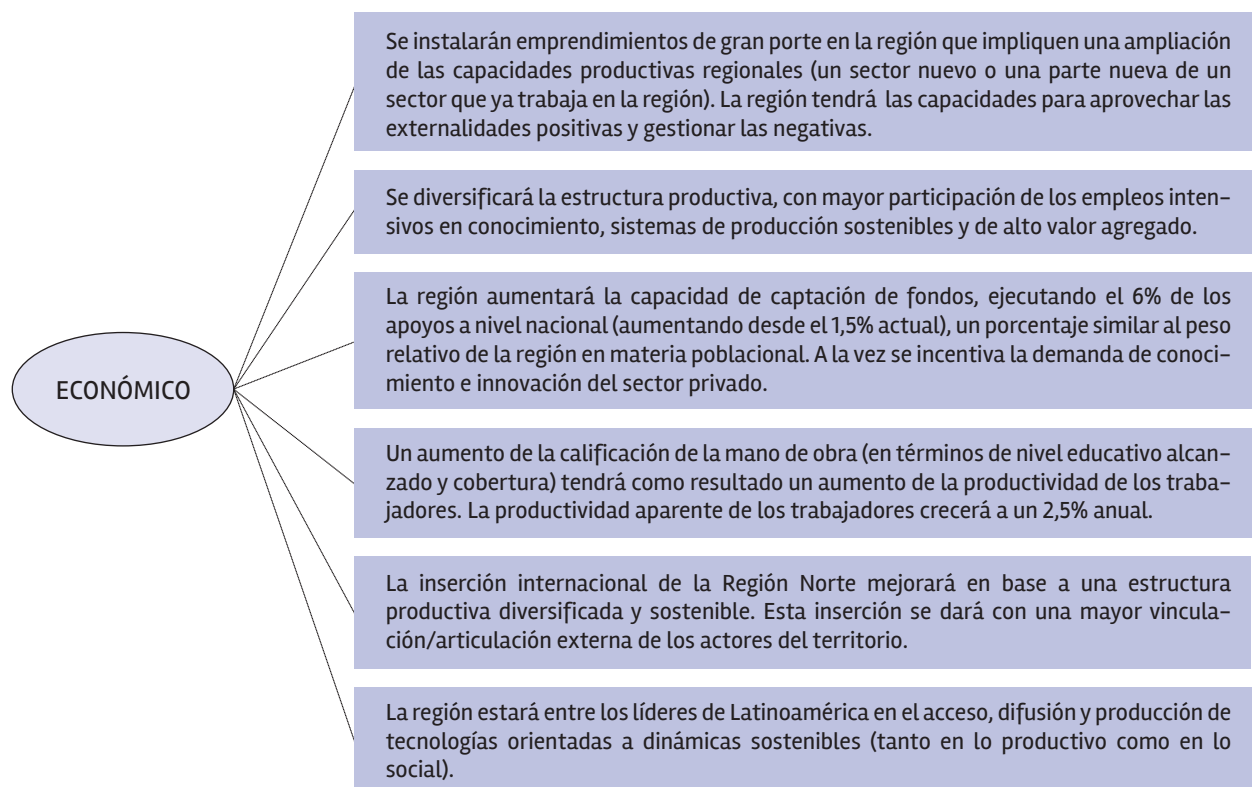 Se instalarán emprendimientos de gran porte en la región que impliquen una ampliación
de las capacidades productivas regionales (un sector nuevo o una parte nueva de un
sector que ya trabaja en la región). La región tendrá las capacidades para aprovechar las
externalidades positivas y gestionar las negativas.
Se diversificará la estructura productiva, con mayor participación de los empleos inten-
sivos en conocimiento, sistemas de producción sostenibles y de alto valor agregado.
La región aumentará la capacidad de captación de fondos, ejecutando el 6% de los
apoyos a nivel nacional (aumentando desde el 1,5% actual), un porcentaje similar al peso
relativo de la región en materia poblacional. A la vez se incentiva la demanda de conoci-
miento e innovación del sector privado.
ECONÓMICO
Un aumento de la calificación de la mano de obra (en términos de nivel educativo alcan-
zado y cobertura) tendrá como resultado un aumento de la productividad de los traba-
jadores. La productividad aparente de los trabajadores crecerá a un 2,5% anual.
La inserción internacional de la Región Norte mejorará en base a una estructura
productiva diversificada y sostenible. Esta inserción se dará con una mayor vincula-
ción/articulación externa de los actores del territorio.
La región estará entre los líderes de Latinoamérica en el acceso, difusión y producción de
tecnologías orientadas a dinámicas sostenibles (tanto en lo productivo como en lo
social).